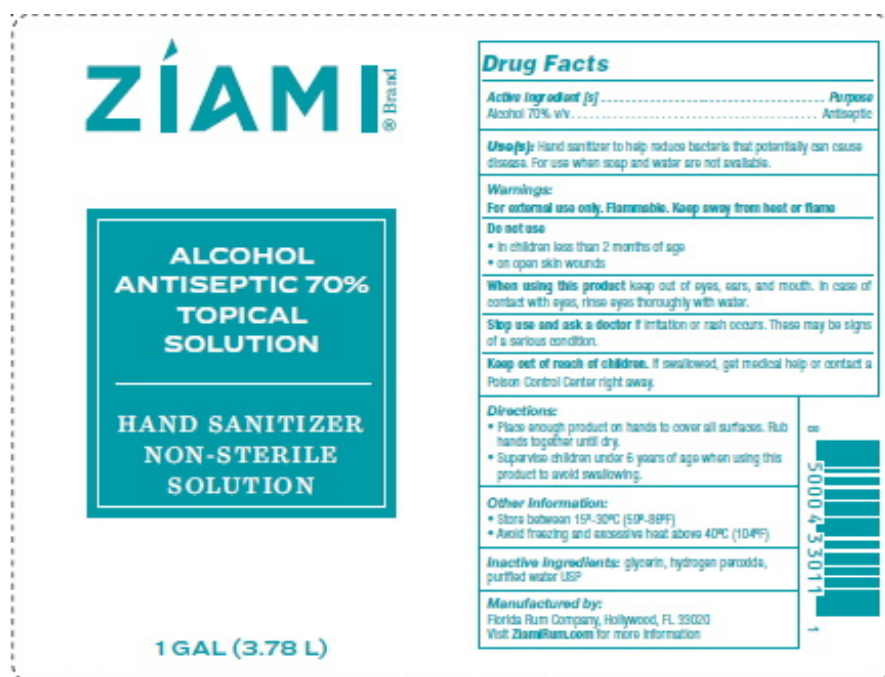 ZÍAMI
® Brand
ALCOHOL
ANTISEPTIC 70%
TOPICAL
SOLUTION
HAND SANITIZER
NON-STERILE
SOLUTION
1 GAL (3.78 L)
Drug Facts
Active Ingredient [s] Purpose
Alcohol 70% v/v Antiseptic
Use[s]: Hand sanitizer to help reduce bacteria that potentially can cause
disease. For use when soap and water are not available.
Warnings:
For external use only. Flammable. Keep away from heat or flame
Do not use
• in children less than 2 months of age
• on open skin wounds
When using this product keep out of eyes, ears, and mouth. In case of
contact with eyes, rinse eyes thoroughly with water.
Stop use and ask a doctor if irritation or rash occurs. These may be signs
of a serious condition.
Keep out of reach of children. If swallowed, get medical help or contact a
Poison Control Center right away.
Directions:
• Place enough product on hands to cover all surfaces. Rub
hands together until dry.
• Supervise children under 6 years of age when using this
product to avoid swallowing.
Other Information:
• Store between 15º-30ºC (59º-86ºF)
• Avoid freezing and excessive heat above 40ºC (104ºF)
Inactive ingredients: glycerin, hydrogen peroxide,
purified water USP
Manufactured by:
Florida Rum Company, Hollywood, FL 33020
Visit ZiamiRum.com for more information
8 50004 33011 1